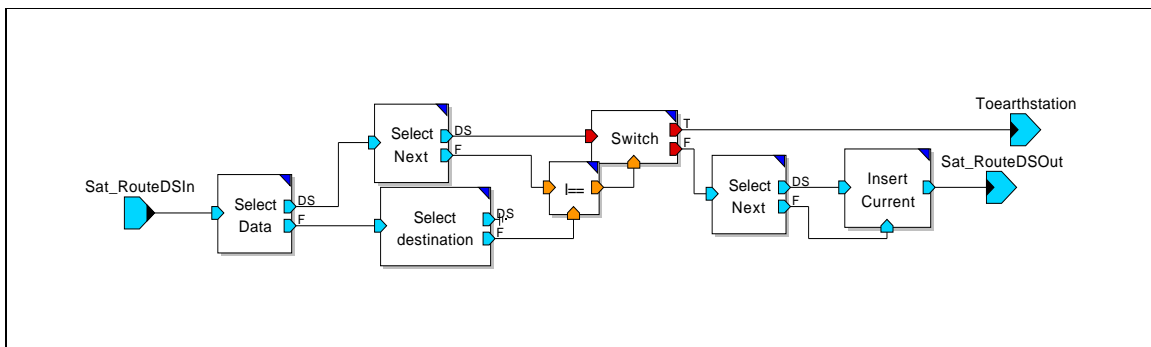 Toearthstation
Sat_RouteDSIn
Select
Data
DS
F
Select
Next
DS
F
Select
destination
DS
F
I==
Switch
T
F
Select
Next
DS
F
Insert
Current
Sat_RouteDSOut